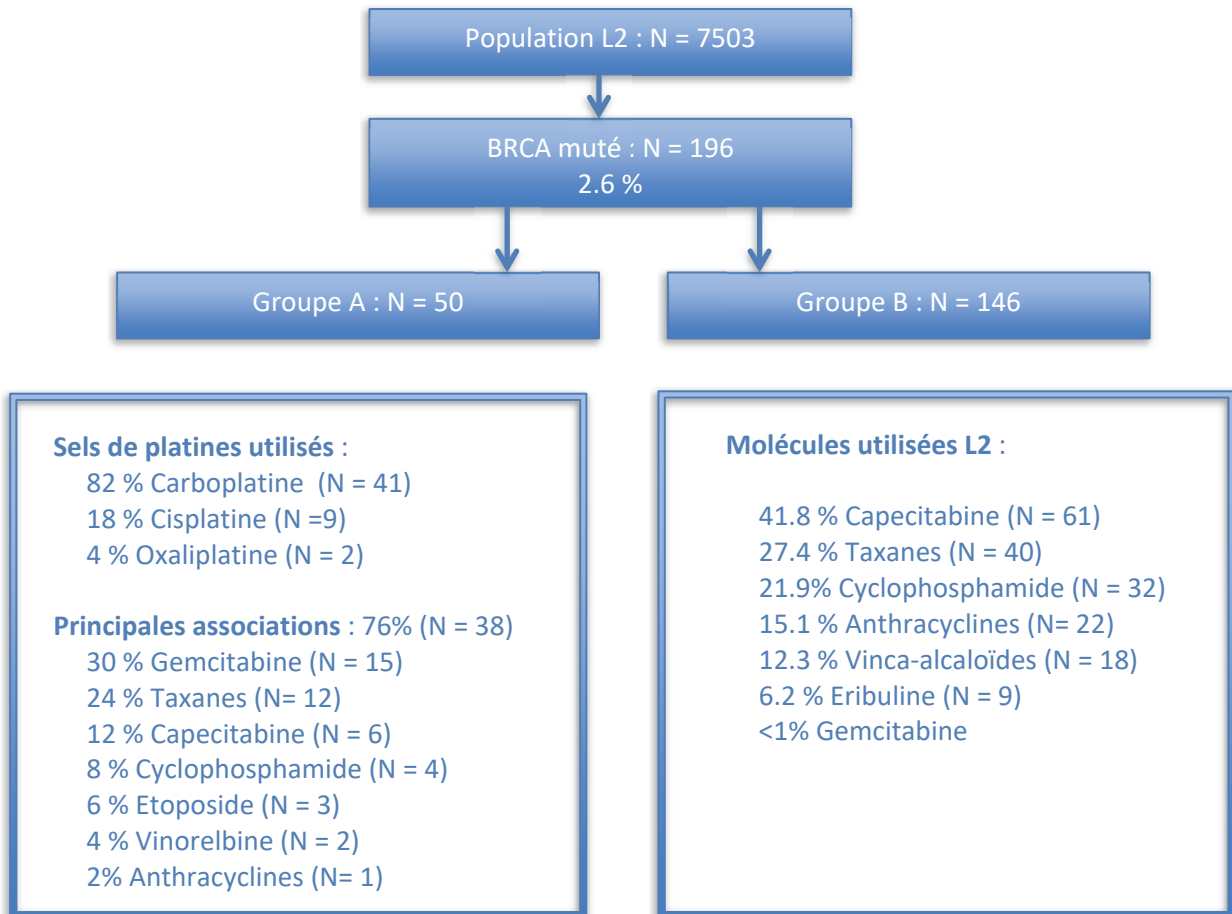 Population L2 : N = 7503
BRCA muté : N = 196
2.6 %
Groupe A : N = 50
Groupe B : N = 146
Sels de platines utilisés :
82 % Carboplatine (N = 41)
18 % Cisplatine (N =9)
4 % Oxaliplatine (N = 2)
Principales associations : 76% (N = 38)
30 % Gemcitabine (N = 15)
24 % Taxanes (N= 12)
12 % Capecitabine (N = 6)
8 % Cyclophosphamide (N = 4)
6 % Etoposide (N = 3)
4 % Vinorelbine (N = 2)
2% Anthracyclines (N= 1)
Molécules utilisées L2 :
41.8 % Capecitabine (N = 61)
27.4 % Taxanes (N = 40)
21.9% Cyclophosphamide (N = 32)
15.1 % Anthracyclines (N= 22)
12.3 % Vinca-alcaloïdes (N = 18)
6.2 % Eribuline (N = 9)
<1% Gemcitabine